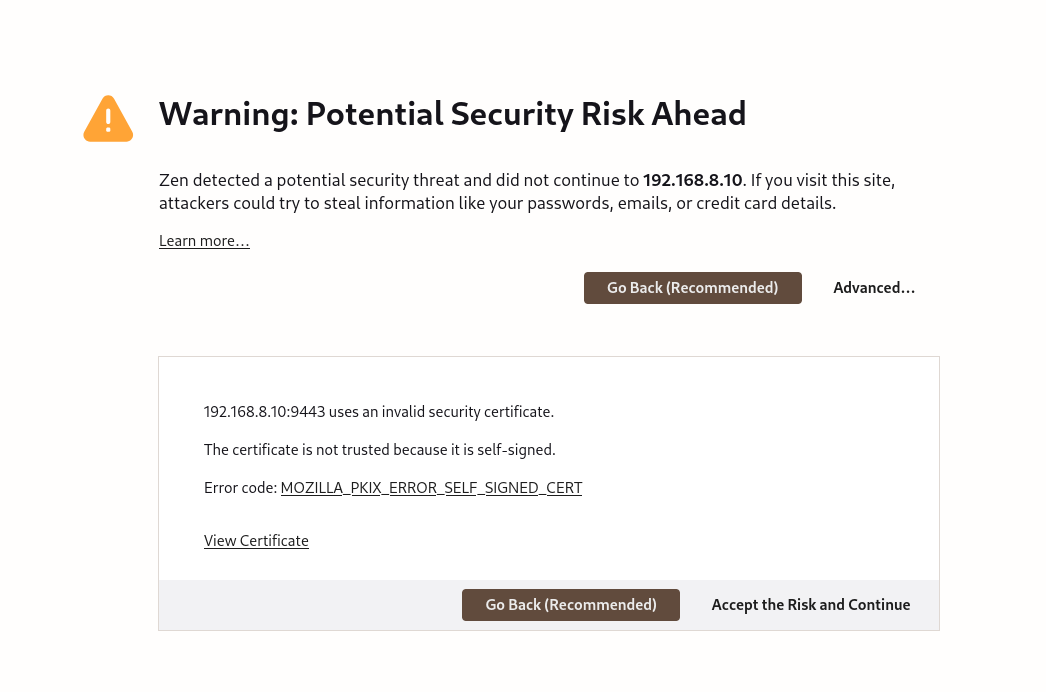 Warning: Potential Security Risk Ahead
Zen detected a potential security threat and did not continue to 192.168.8.10. If you visit this site,
attackers could try to steal information like your passwords, emails, or credit card details.
Learn more…
Go Back (Recommended)
Advanced…
192.168.8.10:9443 uses an invalid security certificate.
The certificate is not trusted because it is self-signed.
Error code: MOZILLA_PKIX_ERROR_SELF_SIGNED_CERT
View Certificate
Go Back (Recommended)
Accept the Risk and Continue